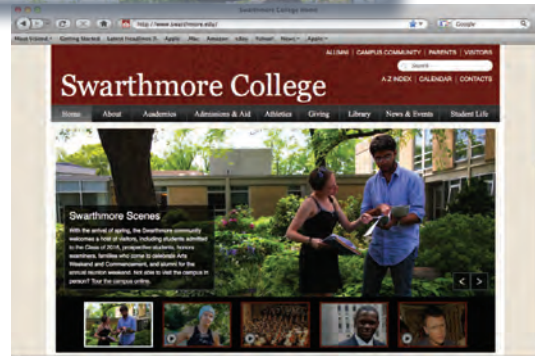 Swarthmore College Home
http://www.swarthmore.edu/
Google
Most Visited Getting Started Latest Headlines Apple Mac Amazon eBay Yahoo! News Apple
ALUMNI | CAMPUS COMMUNITY | PARENTS | VISITORS
Search
Swarthmore College
A-Z INDEX | CALENDAR | CONTACTS
Home About Academics Admissions & Aid Athletics Giving Library News & Events Student Life
Swarthmore Scenes
With the arrival of spring, the Swarthmore community
welcomes a host of visitors, including students admitted
to the Class of 2016, prospective students, honors
examiners, families who come to celebrate Arts
Weekend and Commencement, and alumni for the
annual reunion weekend. Not able to visit the campus in
person? Tour the campus online.
< >